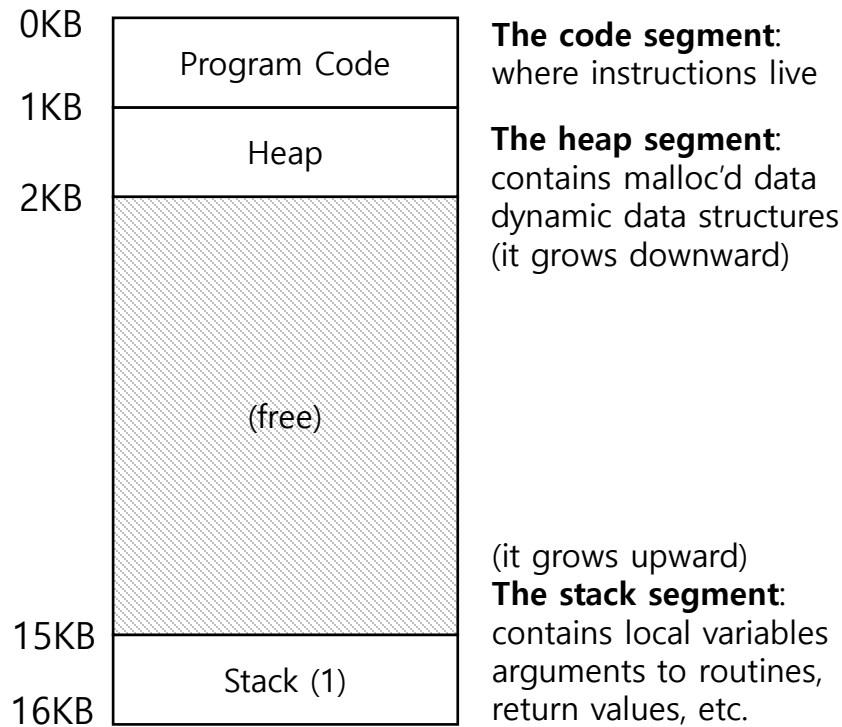 0KB
Program Code
1KB
Heap
2KB
(free)
15KB
Stack (1)
16KB
The code segment:
where instructions live
The heap segment:
contains malloc’d data
dynamic data structures
(it grows downward)
(it grows upward)
The stack segment:
contains local variables
arguments to routines,
return values, etc.